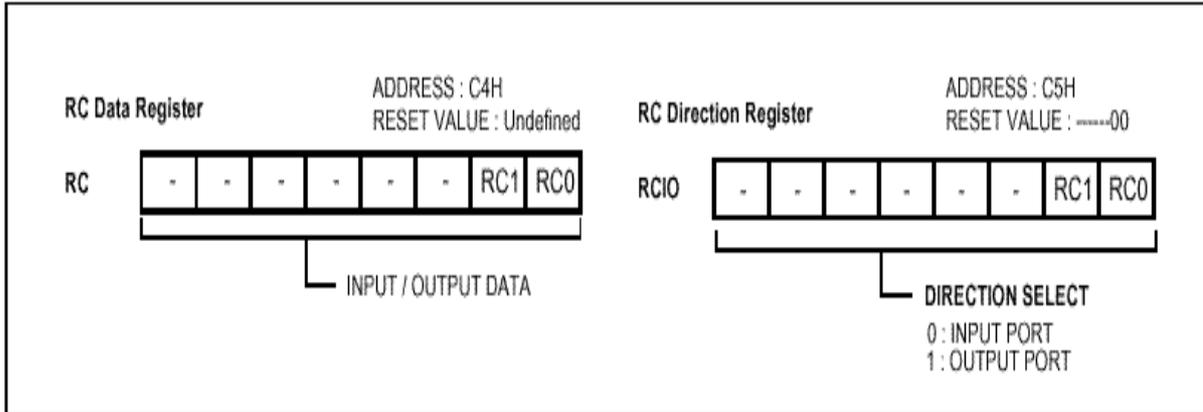 RC Data Register
ADDRESS : C4H
RESET VALUE : Undefined
RC
- - - - - - RC1 RC0
INPUT / OUTPUT DATA
RC Direction Register
ADDRESS : C5H
RESET VALUE : ------00
RCIO
- - - - - - RC1 RC0
DIRECTION SELECT
0 : INPUT PORT
1 : OUTPUT PORT